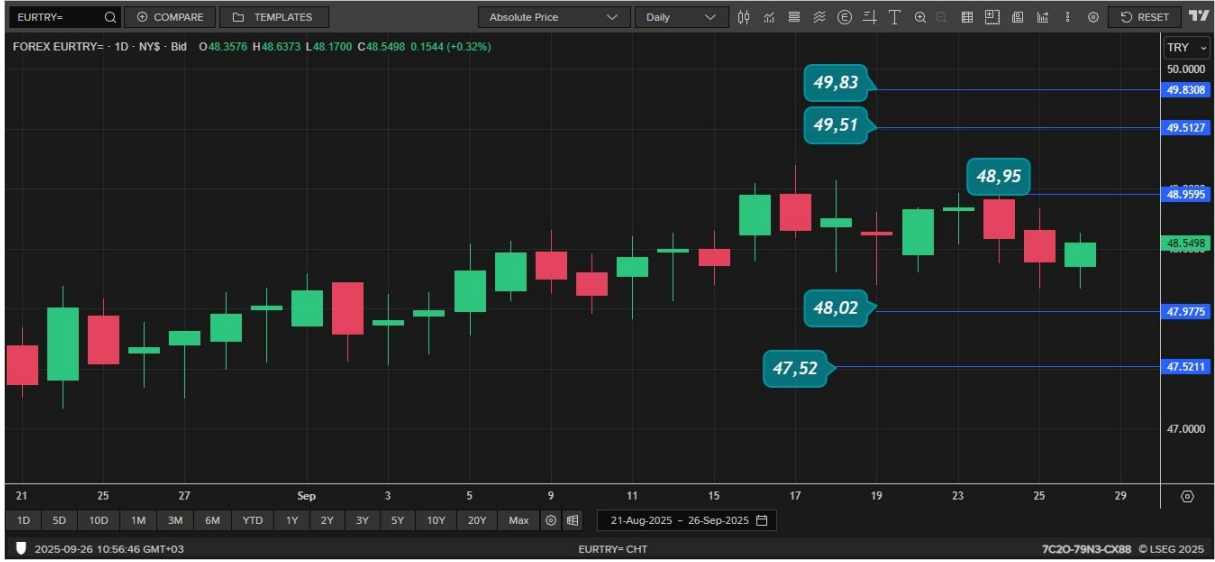 EURTRY=
COMPARE
TEMPLATES
Absolute Price
Daily
RESET
FOREX EURTRY= · 1D · NY$ · Bid O48.3576 H48.6373 L48.1700 C48.5498 0.1544 (+0.32%)
TRY
50.0000
49,83
49.8308
49,51
49.5127
48,95
48.9595
48.5498
48,02
47.9775
47,52
47.5211
47.0000
21 25 27 Sep 3 5 9 11 15 17 19 23 25 29
1D 5D 10D 1M 3M 6M YTD 1Y 2Y 3Y 5Y 10Y 20Y Max 21-Aug-2025 - 26-Sep-2025
2025-09-26 10:56:46 GMT+03 EURTRY= CHT 7C2O-79N3-CX88 © LSEG 2025